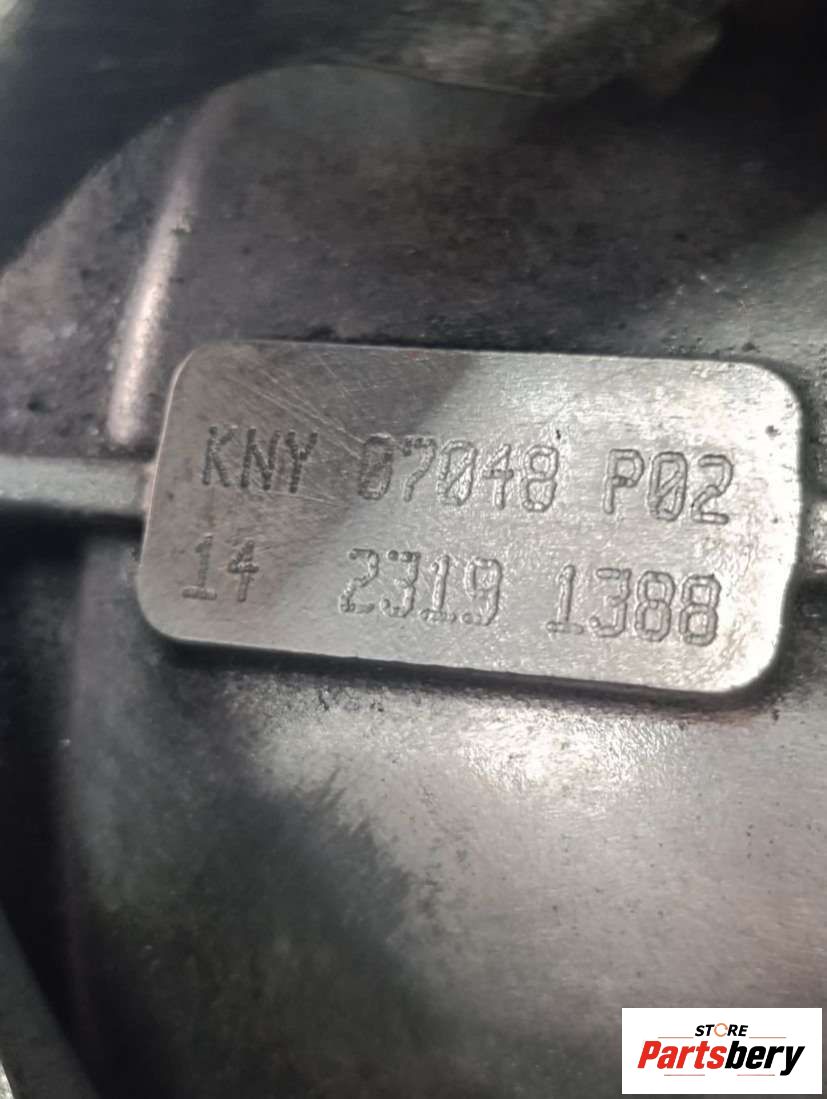 KNY 07048 P02
14 2319 1388
STORE
Partsbery